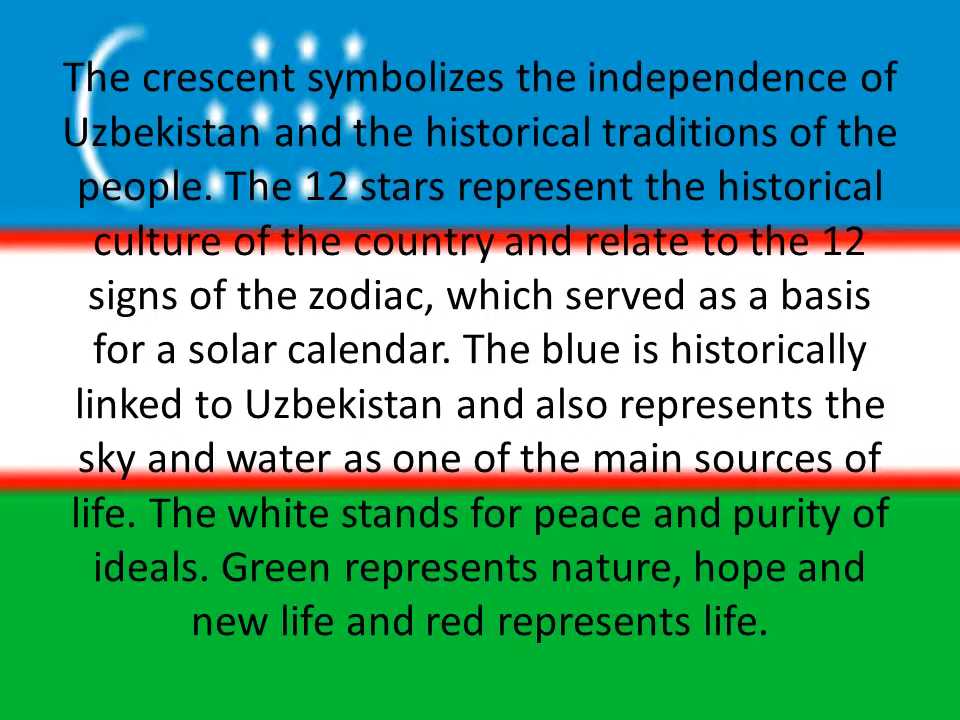 The crescent symbolizes the independence of
Uzbekistan and the historical traditions of the
people. The 12 stars represent the historical
culture of the country and relate to the 12
signs of the zodiac, which served as a basis
for a solar calendar. The blue is historically
linked to Uzbekistan and also represents the
sky and water as one of the main sources of
life. The white stands for peace and purity of
ideals. Green represents nature, hope and
new life and red represents life.